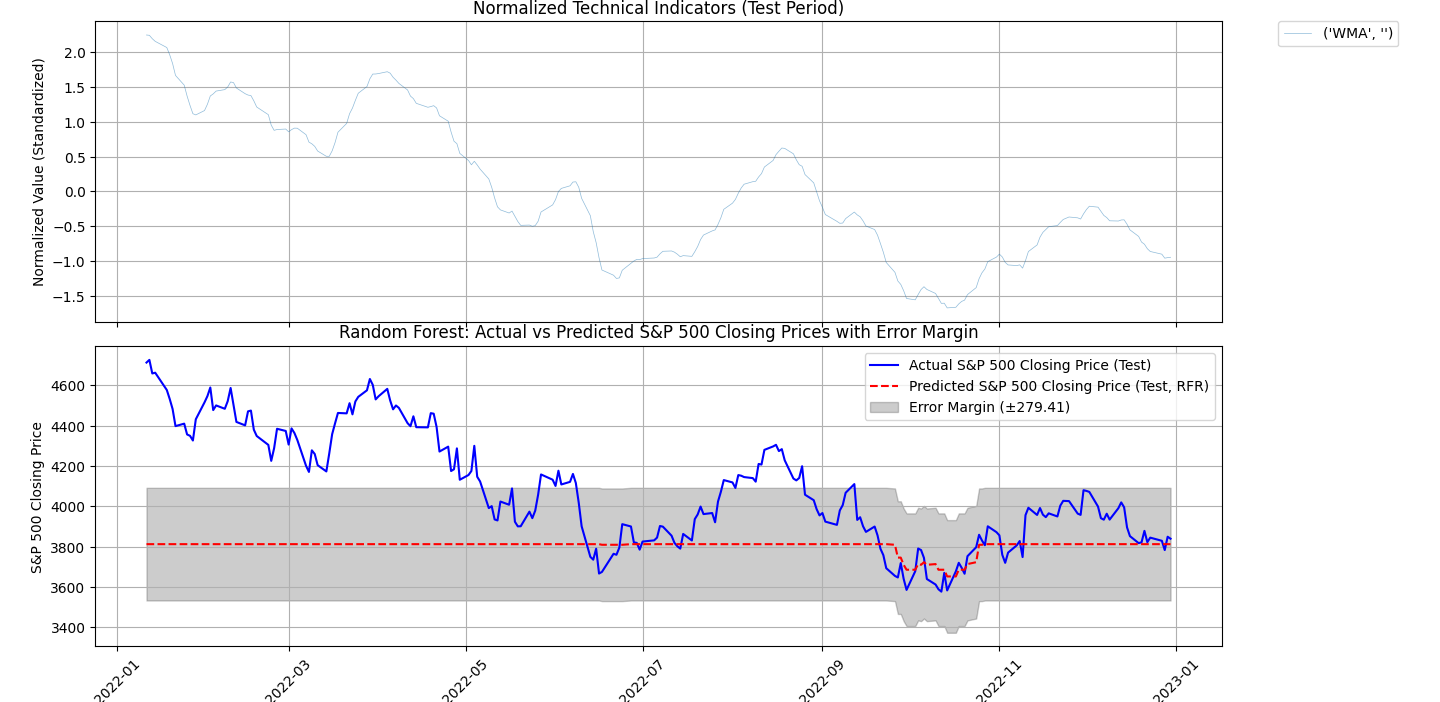 Normalized Technical Indicators (Test Period)
('WMA', '')
Normalized Value (Standardized)
2.0
1.5
1.0
0.5
0.0
−0.5
−1.0
−1.5
Random Forest: Actual vs Predicted S&P 500 Closing Prices with Error Margin
Actual S&P 500 Closing Price (Test)
Predicted S&P 500 Closing Price (Test, RFR)
Error Margin (±279.41)
S&P 500 Closing Price
4600
4400
4200
4000
3800
3600
3400
2022-01
2022-03
2022-05
2022-07
2022-09
2022-11
2023-01